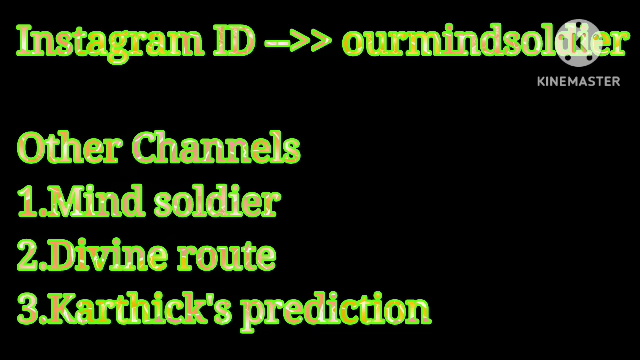 Instagram ID -->> ourmindsoldier
KINEMASTER
Other Channels
1.Mind soldier
2.Divine route
3.Karthick's prediction